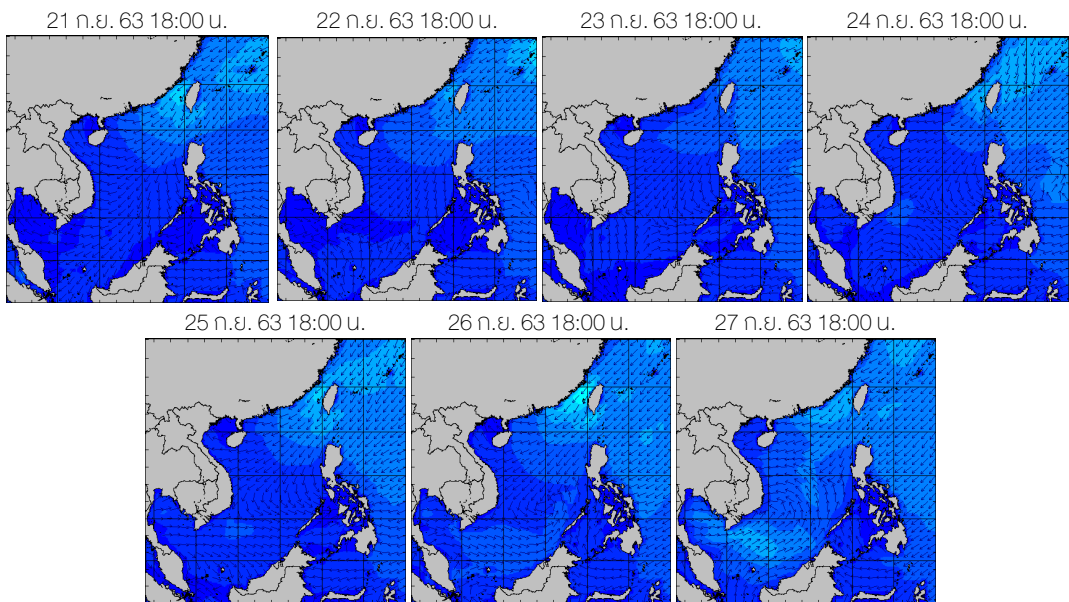 21 ก.ย. 63 18:00 น.
22 ก.ย. 63 18:00 น.
23 ก.ย. 63 18:00 น.
24 ก.ย. 63 18:00 น.
25 ก.ย. 63 18:00 น.
26 ก.ย. 63 18:00 น.
27 ก.ย. 63 18:00 น.